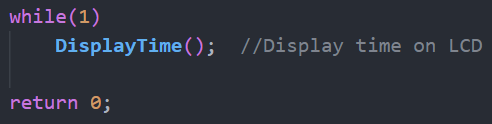 while(1)
    DisplayTime();  //Display time on LCD
return 0;